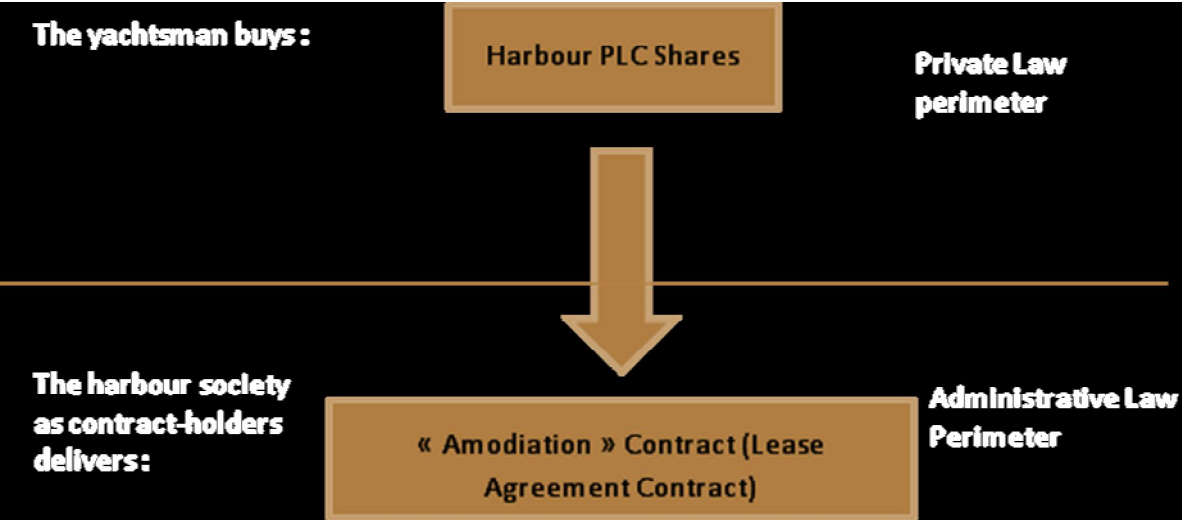 The yachtsman buys :
Harbour PLC Shares
Private Law
perimeter
The harbour society
as contract-holders
delivers :
« Amodiation » Contract (Lease
Agreement Contract)
Administrative Law
Perimeter